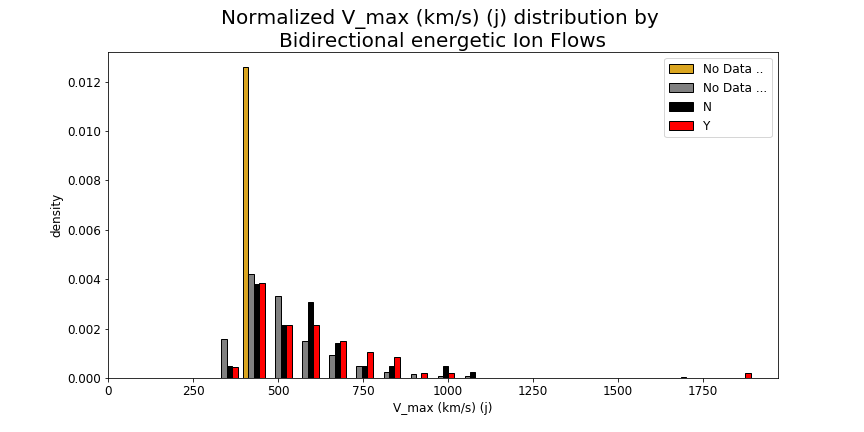 Normalized V_max (km/s) (j) distribution by
Bidirectional energetic Ion Flows
No Data ..
No Data ...
N
Y
density
0.012
0.010
0.008
0.006
0.004
0.002
0.000
0 250 500 750 1000 1250 1500 1750
V_max (km/s) (j)